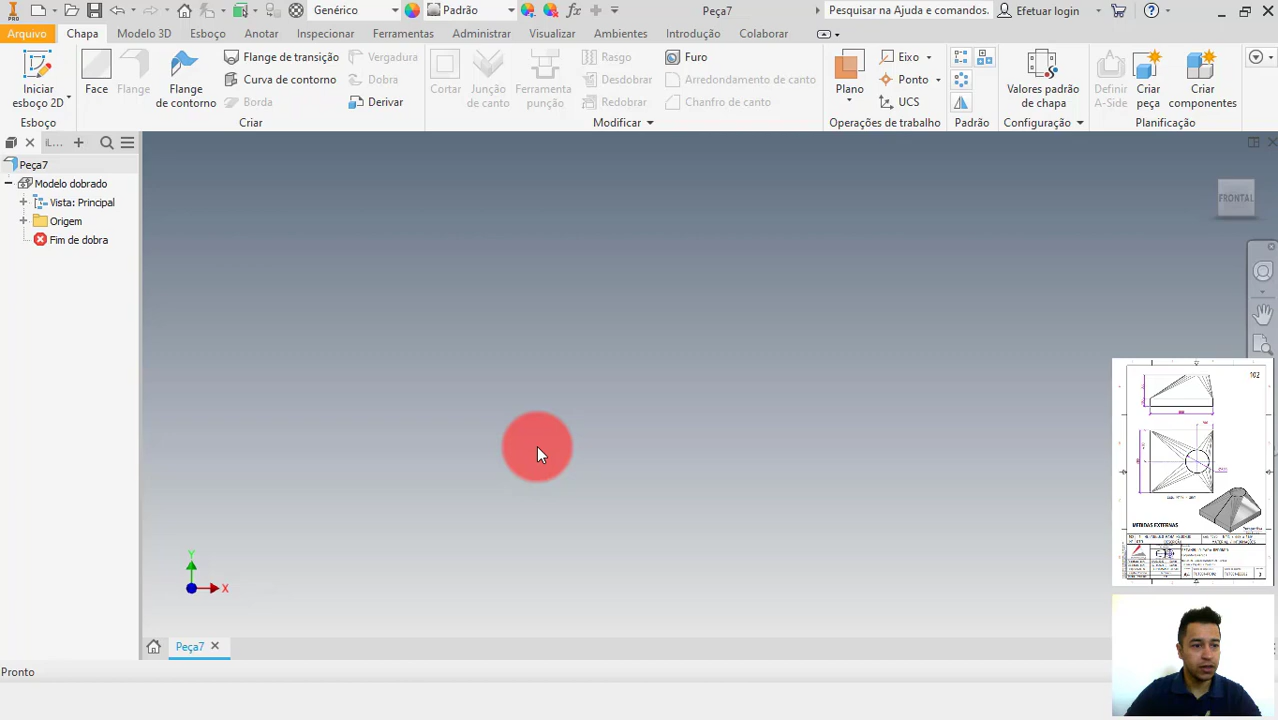 Genérico
Padrão
Peça7
Pesquisar na Ajuda e comandos.
Efetuar login
PRO
Arquivo
Chapa
Modelo 3D
Esboço
Anotar
Inspecionar
Ferramentas
Administrar
Visualizar
Ambientes
Introdução
Colaborar
Iniciar
esboço 2D
Esboço
Face
Flange
Flange
de contorno
Flange de transição
Curva de contorno
Borda
Vergadura
Dobra
Derivar
Criar
Cortar
Junção
de canto
Ferramenta
punção
Rasgo
Desdobrar
Redobrar
Furo
Arredondamento de canto
Chanfro de canto
Modificar
Plano
Eixo
Ponto
UCS
Operações de trabalho
Padrão
Valores padrão
de chapa
Configuração
Definir
A-Side
Criar
peça
Criar
componentes
Planificação
iL...
Peça7
Modelo dobrado
Vista: Principal
Origem
Fim de dobra
FRONTAL
102
MEDIDAS EXTERNAS
Y
X
Peça7
Pronto